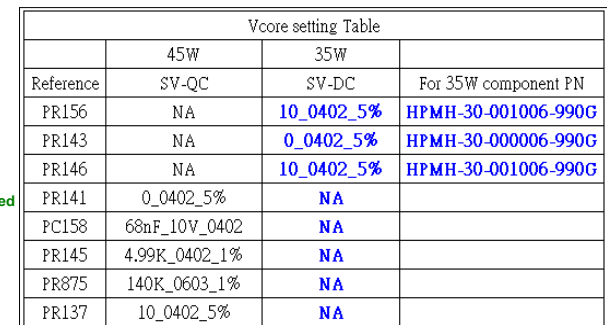 Vcore setting Table
45W 35W
Reference SV-QC SV-DC For 35W component PN
PR156 NA 10_0402_5% HPMH-30-001006-990G
PR143 NA 0_0402_5% HPMH-30-000006-990G
PR146 NA 10_0402_5% HPMH-30-001006-990G
ed PR141 0_0402_5% NA
PC158 68nF_10V_0402 NA
PR145 4.99K_0402_1% NA
PR875 140K_0603_1% NA
PR137 10_0402_5% NA